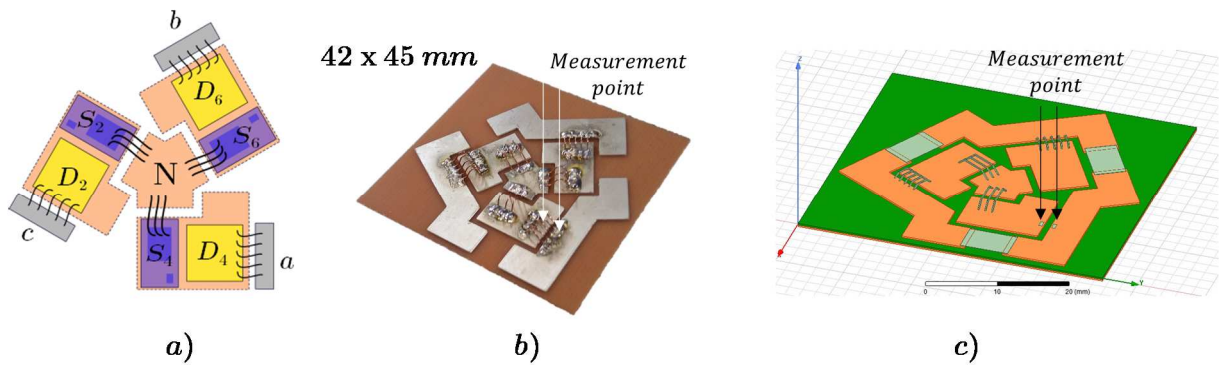 b
D6
S6
S2
D2
N
c
S4
D4
a
a)
42 x 45 mm
Measurement
point
b)
Measurement
point
Z
X
Y
0
10
20 (mm)
c)